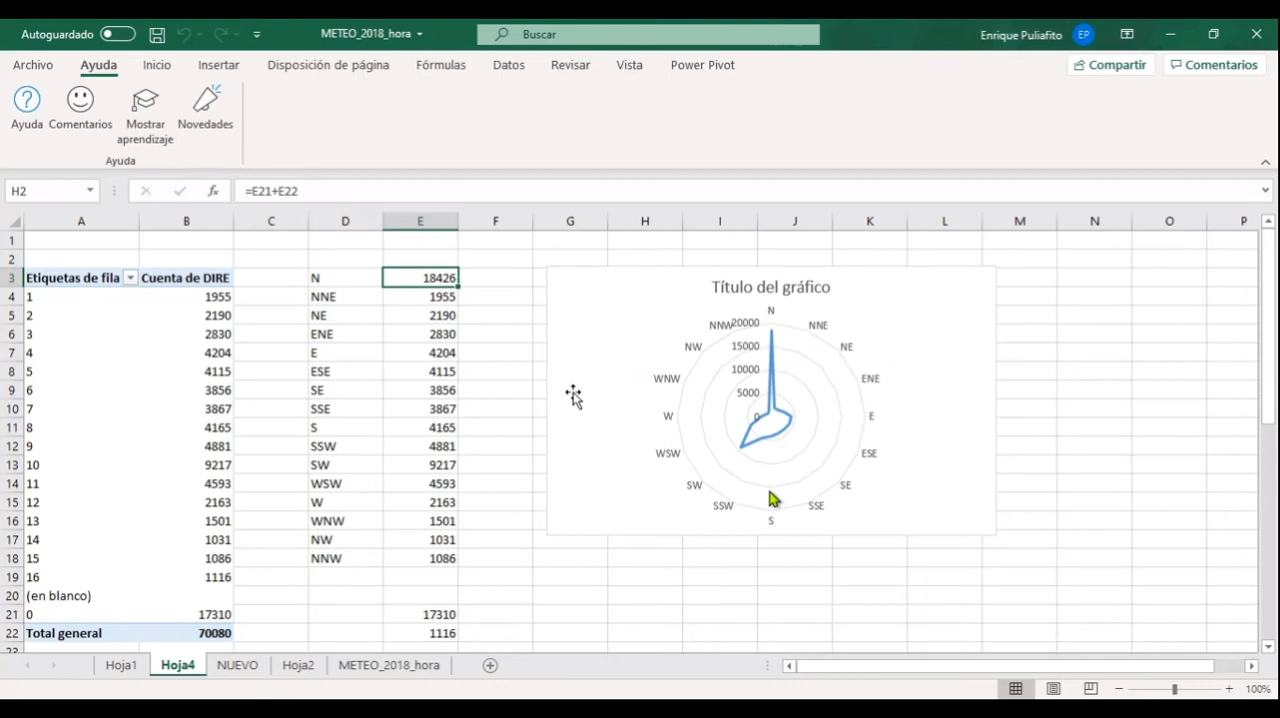 Autoguardado METEO_2018_hora Buscar Enrique Puliafito EP
Archivo Ayuda Inicio Insertar Disposición de página Fórmulas Datos Revisar Vista Power Pivot Compartir Comentarios
Ayuda Comentarios Mostrar aprendizaje Novedades
Ayuda
H2 fx =E21+E22
A B C D E F G H I J K L M N O P
1
2
3 Etiquetas de fila Cuenta de DIRE N 18426
4 1 1955 NNE 1955
5 2 2190 NE 2190
6 3 2830 ENE 2830
7 4 4204 E 4204
8 5 4115 ESE 4115
9 6 3856 SE 3856
10 7 3867 SSE 3867
11 8 4165 S 4165
12 9 4881 SSW 4881
13 10 9217 SW 9217
14 11 4593 WSW 4593
15 12 2163 W 2163
16 13 1501 WNW 1501
17 14 1031 NW 1031
18 15 1086 NNW 1086
19 16 1116
20 (en blanco)
21 0 17310 17310
22 Total general 70080 1116
23
Título del gráfico
N
NNW 20000 NNE
NW 15000 NE
WNW 10000 ENE
5000
W 0 E
WSW ESE
SW SE
SSW SSE
S
Hoja1 Hoja4 NUEVO Hoja2 METEO_2018_hora
100%